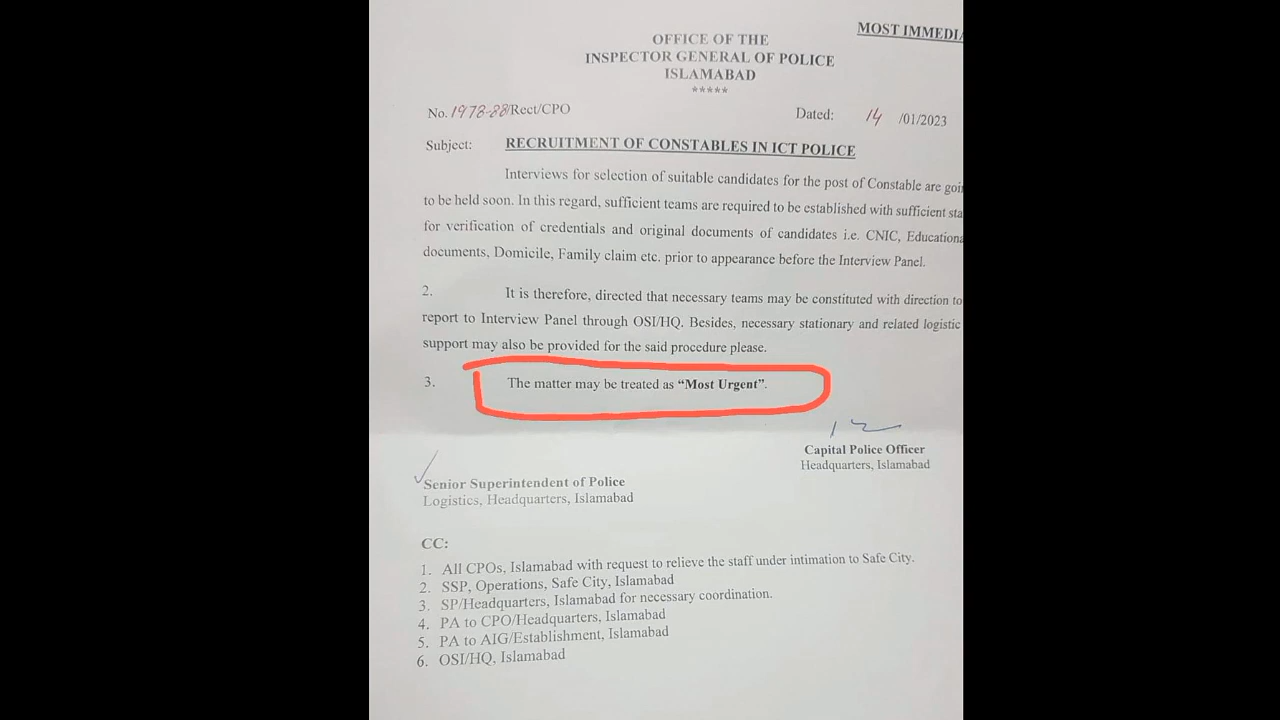 MOST IMMEDIA
OFFICE OF THE
INSPECTOR GENERAL OF POLICE
ISLAMABAD
*****
No. 1978-88/Rect/CPO Dated: 14 /01/2023
Subject: RECRUITMENT OF CONSTABLES IN ICT POLICE
Interviews for selection of suitable candidates for the post of Constable are goi
to be held soon. In this regard, sufficient teams are required to be established with sufficient sta
for verification of credentials and original documents of candidates i.e. CNIC, Educationa
documents, Domicile, Family claim etc. prior to appearance before the Interview Panel.
2. It is therefore, directed that necessary teams may be constituted with direction to
report to Interview Panel through OSI/HQ. Besides, necessary stationary and related logistic
support may also be provided for the said procedure please.
3. The matter may be treated as “Most Urgent”.
Capital Police Officer
Headquarters, Islamabad
Senior Superintendent of Police
Logistics, Headquarters, Islamabad
CC:
1. All CPOs, Islamabad with request to relieve the staff under intimation to Safe City.
2. SSP, Operations, Safe City, Islamabad
3. SP/Headquarters, Islamabad for necessary coordination.
4. PA to CPO/Headquarters, Islamabad
5. PA to AIG/Establishment, Islamabad
6. OSI/HQ, Islamabad